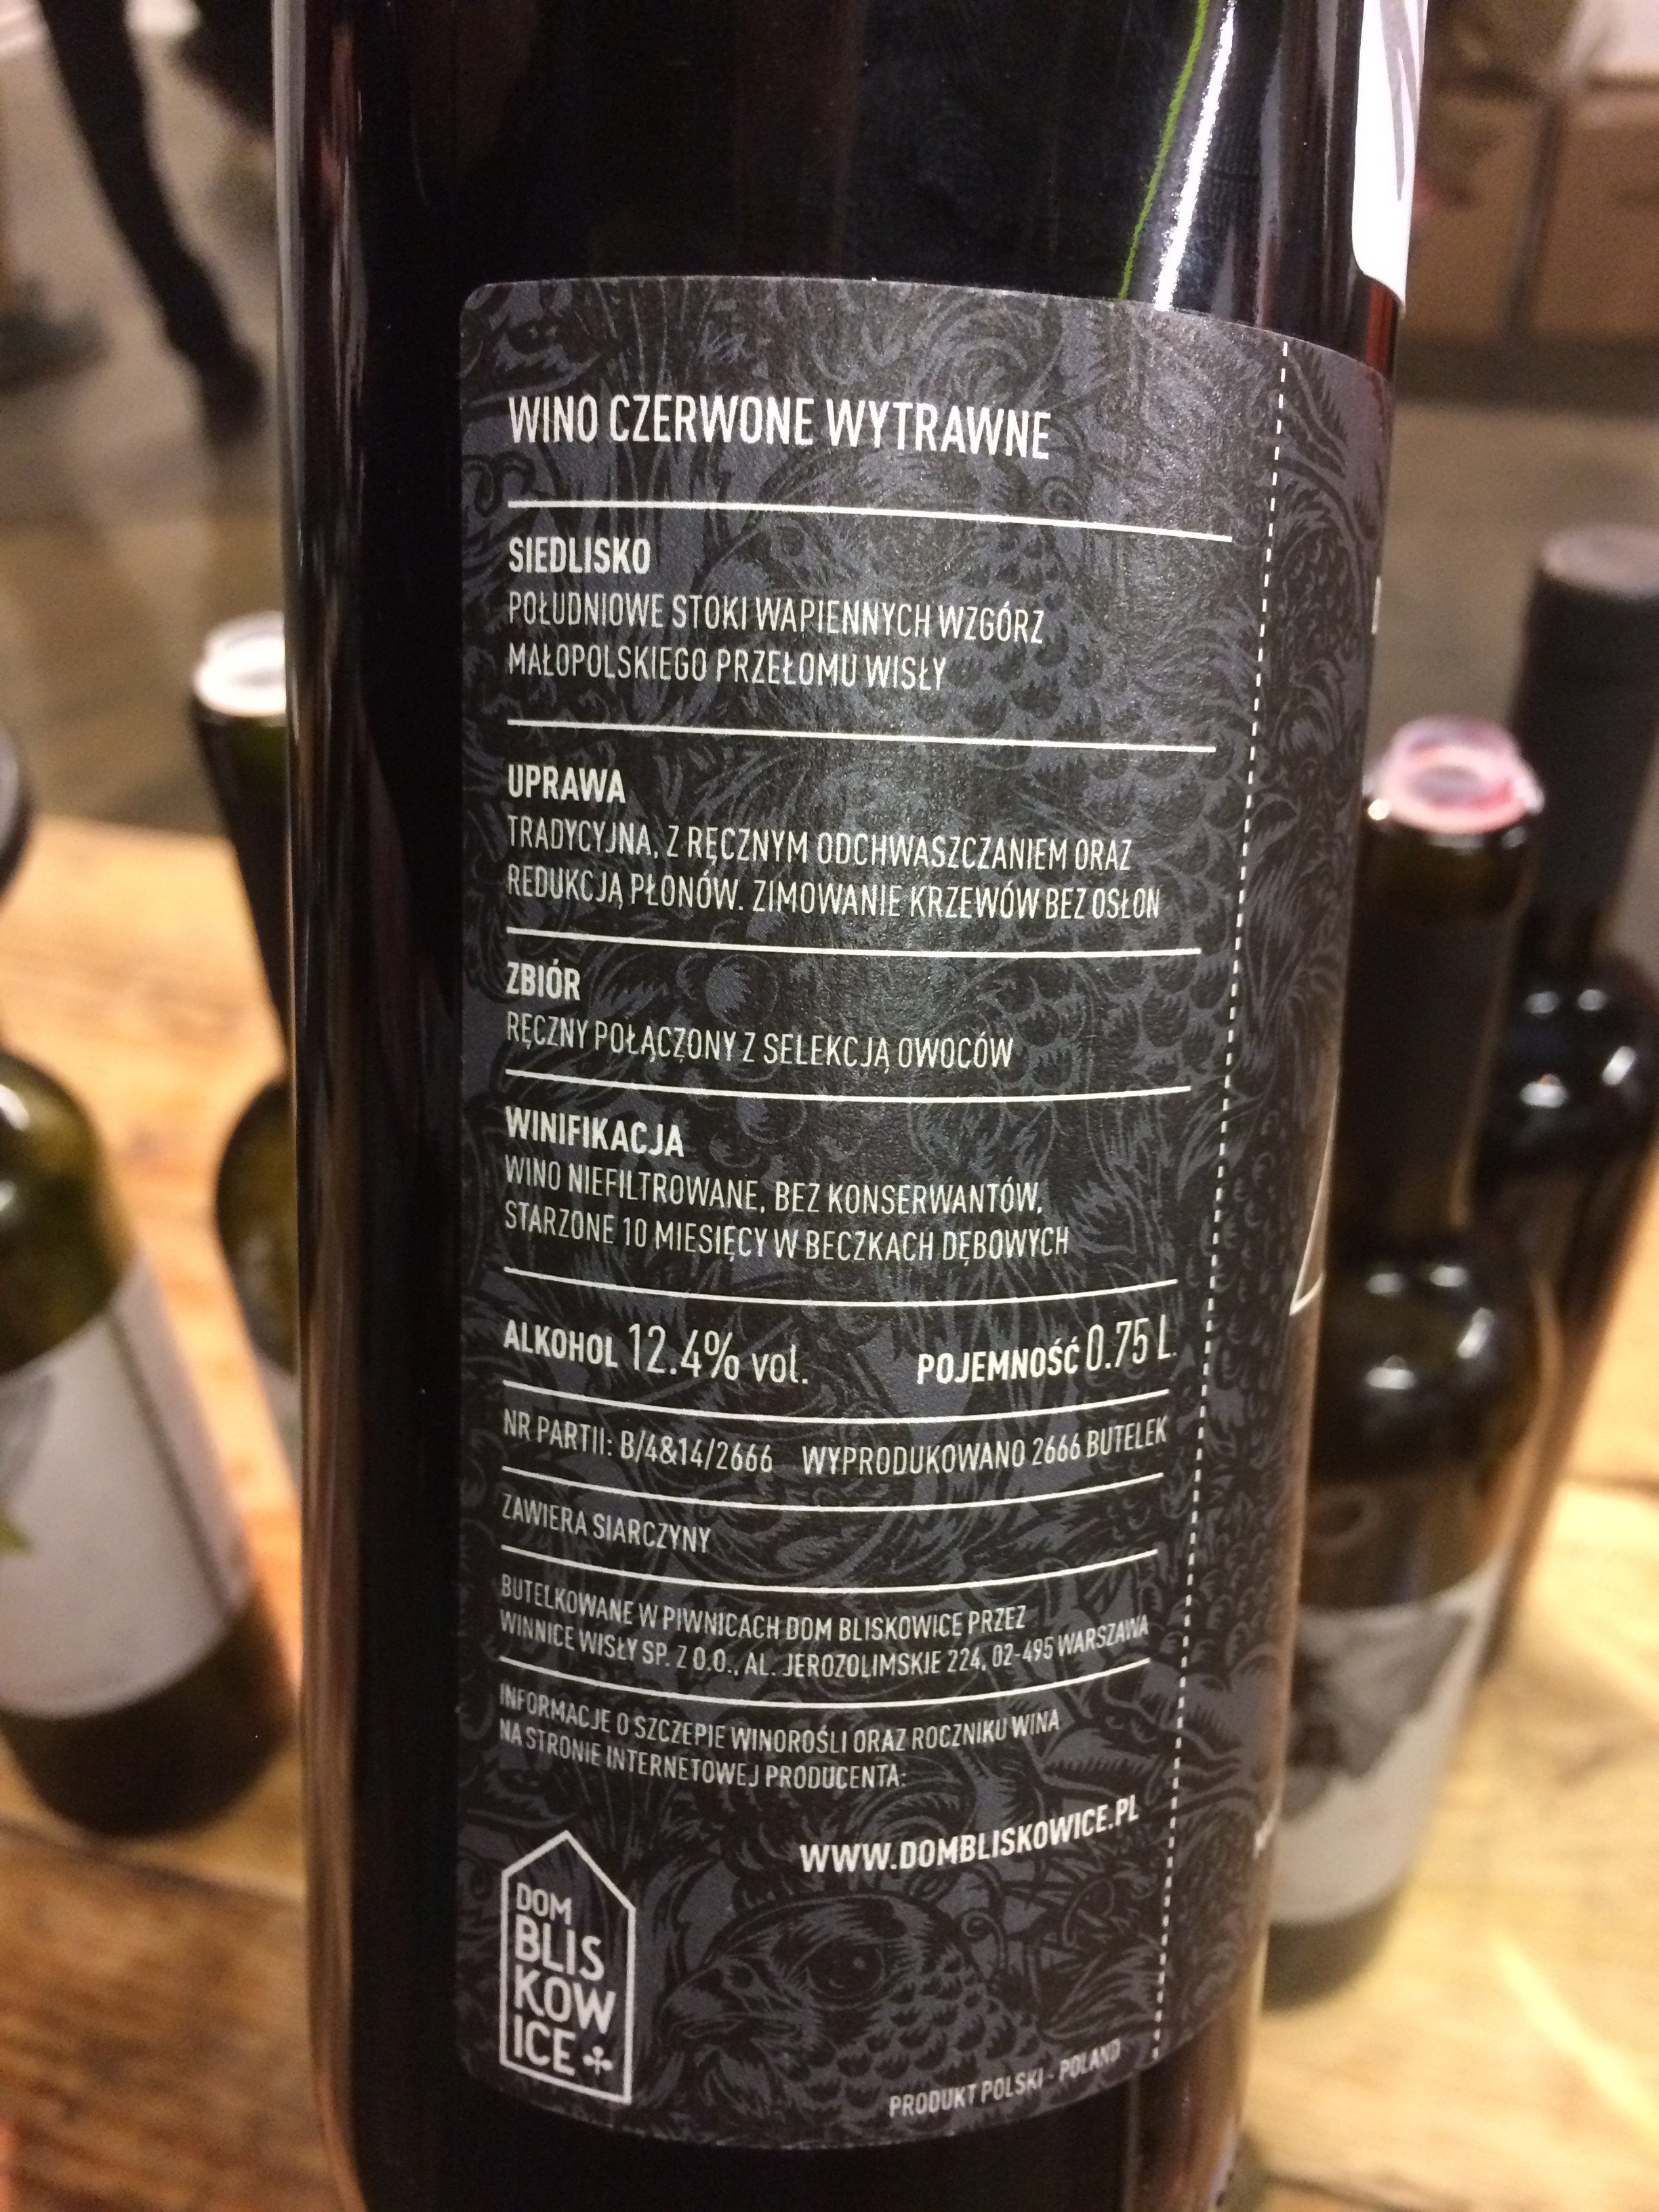 WINO CZERWONE WYTRAWNE
SIEDLISKO
POŁUDNIOWE STOKI WAPIENNYCH WZGÓRZ
MAŁOPOLSKIEGO PRZEŁOMU WISŁY
UPRAWA
TRADYCYJNA, Z RĘCZNYM ODCHWASZCZANIEM ORAZ
REDUKCJĄ PŁONÓW. ZIMOWANIE KRZEWÓW BEZ OSŁON
ZBIÓR
RĘCZNY POŁĄCZONY Z SELEKCJĄ OWOCÓW
WINIFIKACJA
WINO NIEFILTROWANE, BEZ KONSERWANTÓW,
STARZONE 10 MIESIĘCY W BECZKACH DĘBOWYCH
ALKOHOL 12.4% vol. POJEMNOŚĆ 0.75 L.
NR PARTII: B/4&14/2666 WYPRODUKOWANO 2666 BUTELEK
ZAWIERA SIARCZYNY
BUTELKOWANE W PIWNICACH DOM BLISKOWICE PRZEZ
WINNICE WISŁY SP. Z O.O., AL. JEROZOLIMSKIE 224, 02-495 WARSZAWA
INFORMACJE O SZCZEPIE WINOROŚLI ORAZ ROCZNIKU WINA
NA STRONIE INTERNETOWEJ PRODUCENTA:
WWW.DOMBLISKOWICE.PL
DOM
BLIS
KOW
ICE
PRODUKT POLSKI - POLAND